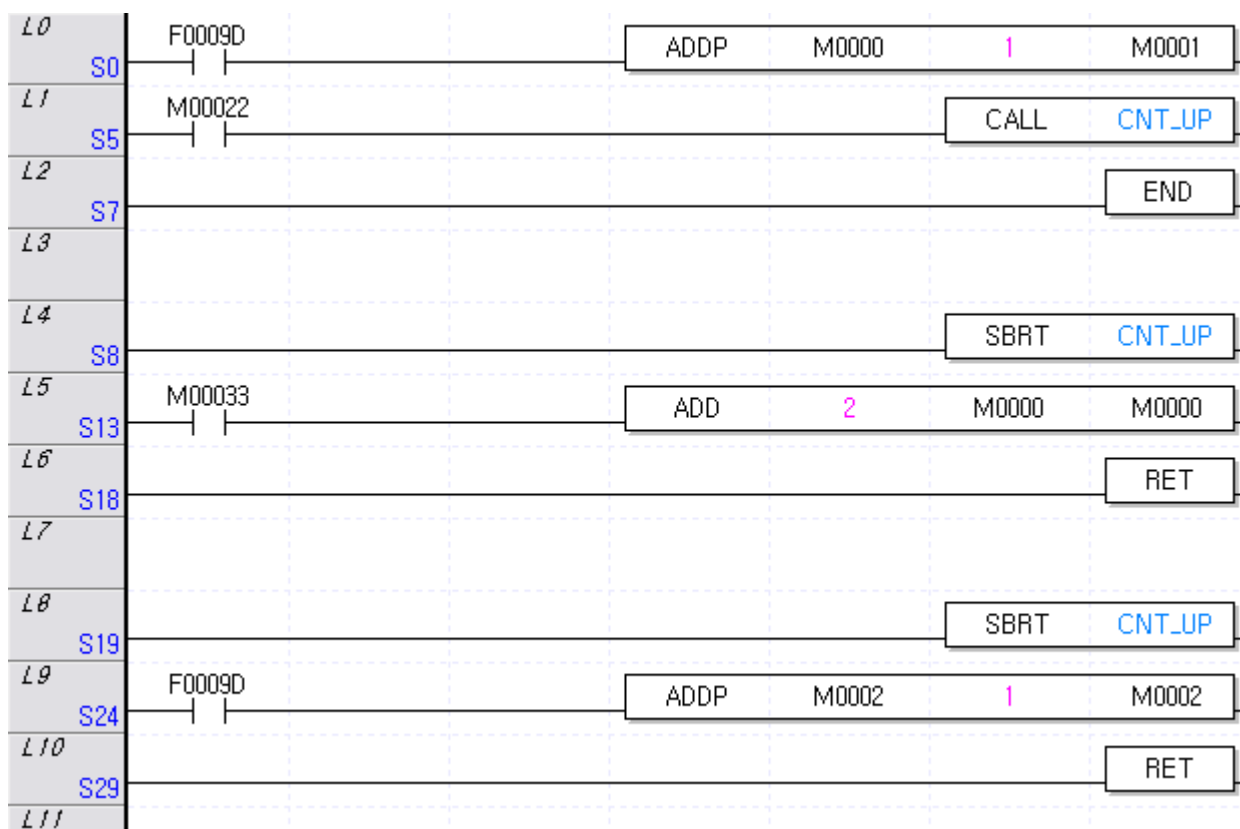 L0
F0009D
S0
ADDP M0000 1 M0001
L1
M00022
S5
CALL CNT_UP
L2
S7
END
L3
L4
S8
SBRT CNT_UP
L5
M00033
S13
ADD 2 M0000 M0000
L6
S18
RET
L7
L8
S19
SBRT CNT_UP
L9
F0009D
S24
ADDP M0002 1 M0002
L10
S29
RET
L11